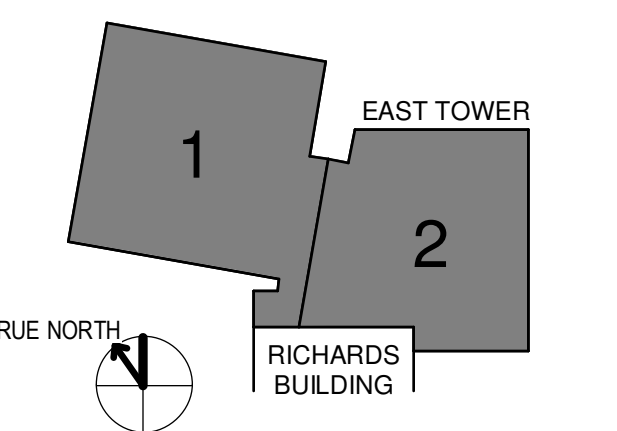 1
EAST TOWER
2
RUE NORTH
RICHARDS
BUILDING